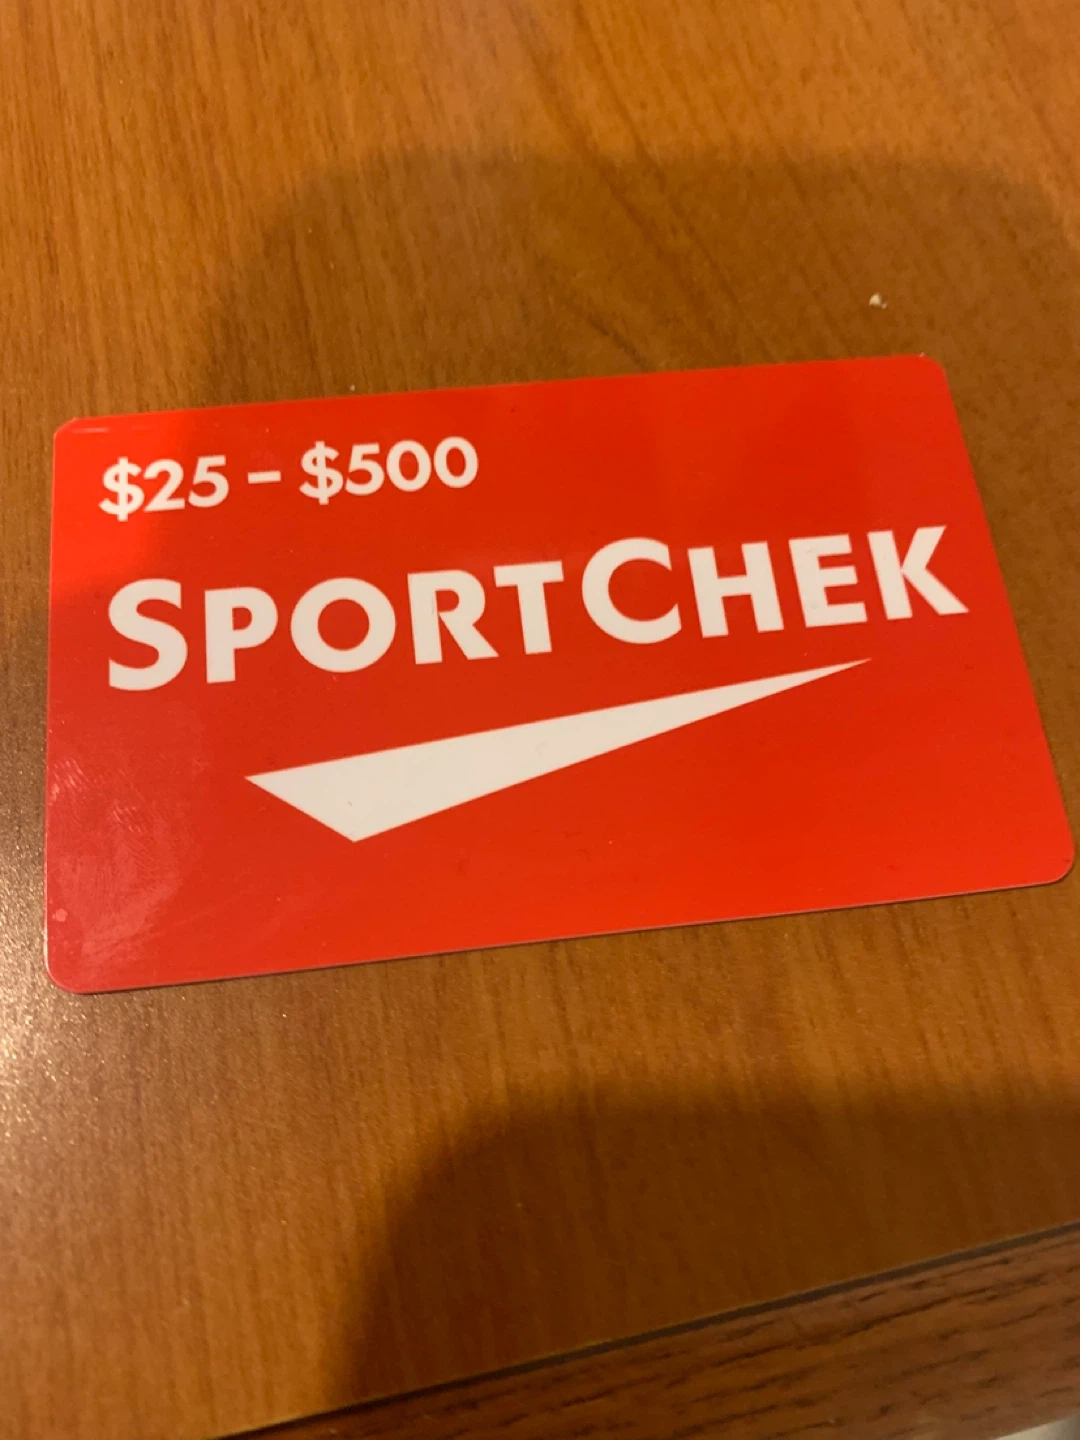 $25 – $500
SPORTCHEK